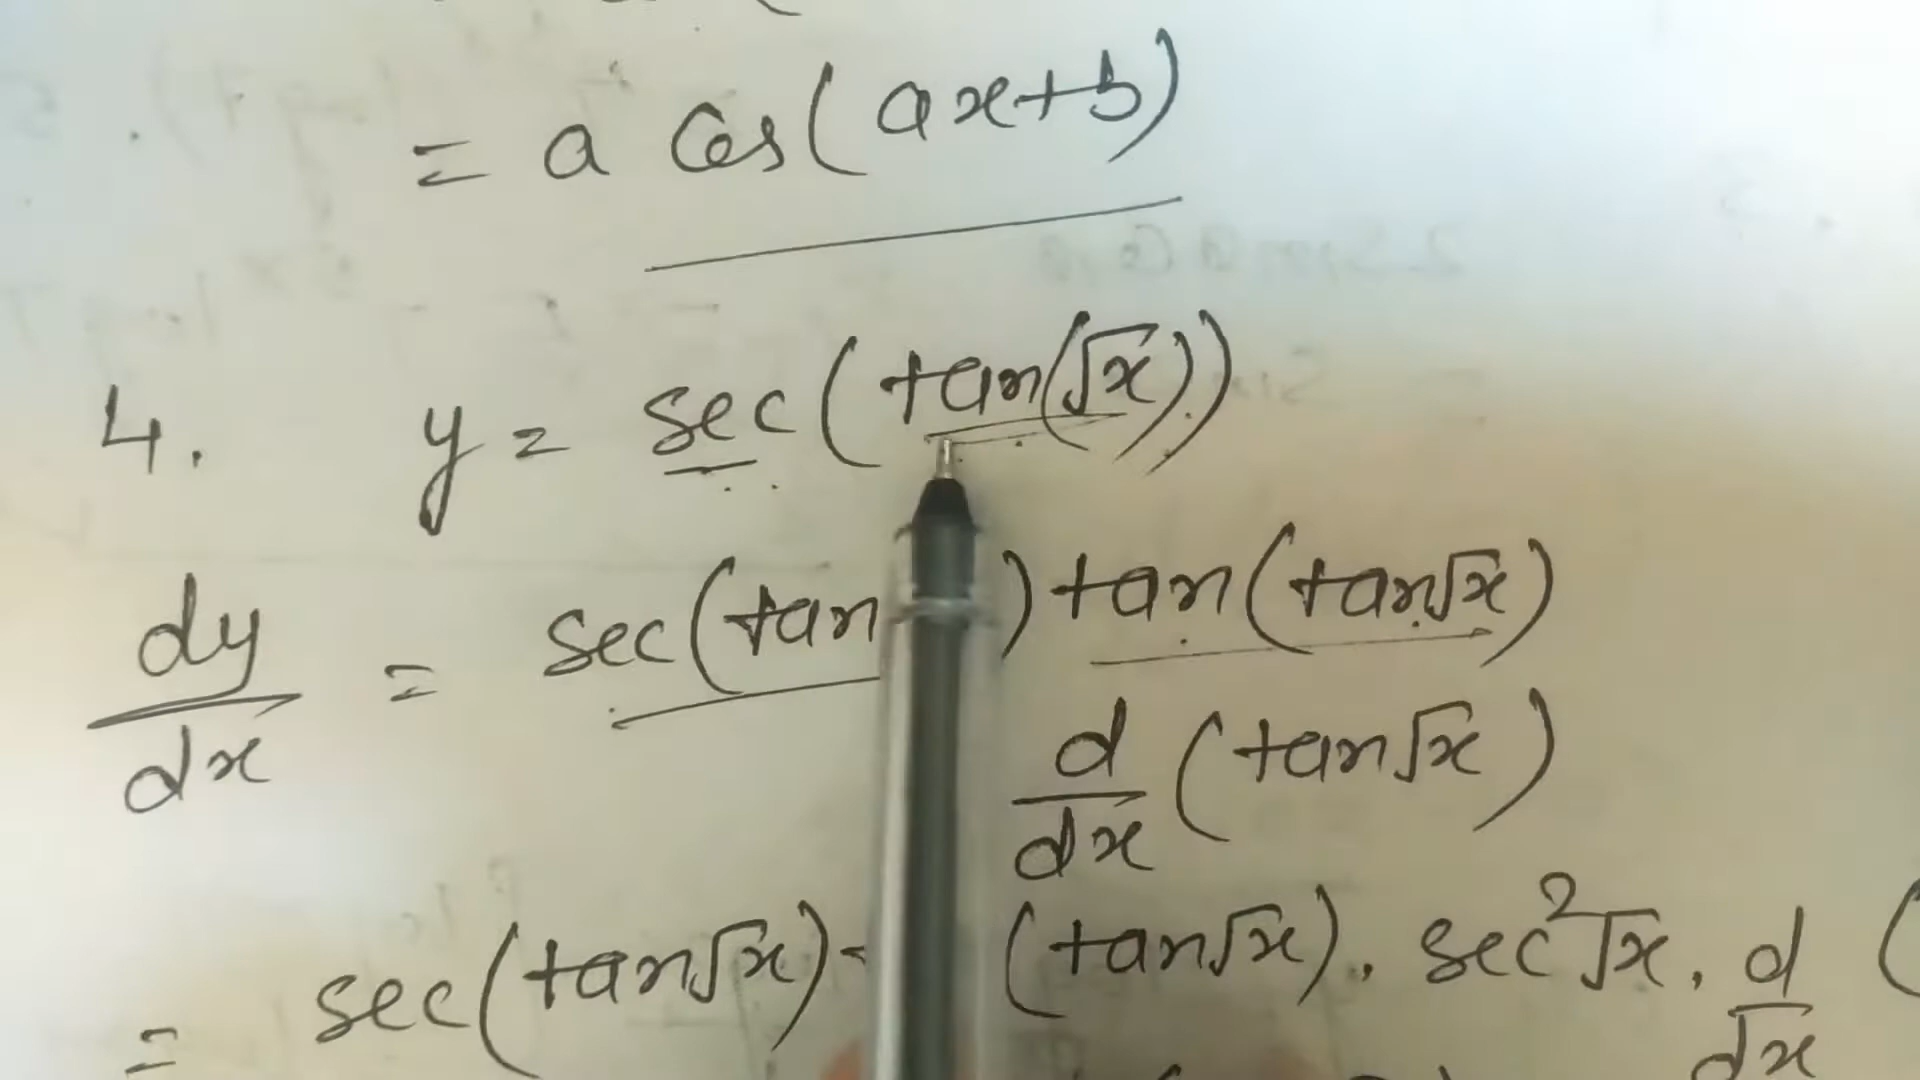 = a Cos(ax+b)
4. y = sec(tan(√x))
dy/dx = sec(tan ) tan(tan√x)
d/dx (tan√x)
= sec(tan√x) (tan√x). sec²√x. d/dx (